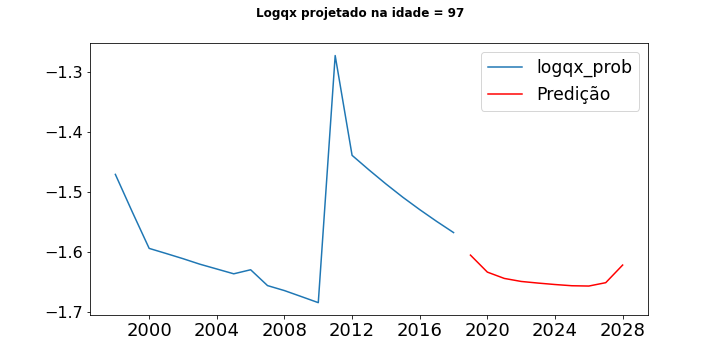 Logqx projetado na idade = 97
−1.3
−1.4
−1.5
−1.6
−1.7
logqx_prob
Predição
2000 2004 2008 2012 2016 2020 2024 2028